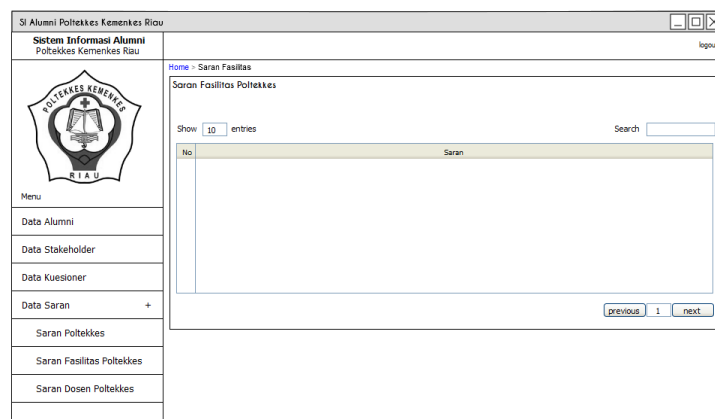 SI Alumni Poltekkes Kemenkes Riau
Sistem Informasi Alumni
Poltekkes Kemenkes Riau
logou
Home > Saran Fasilitas
Saran Fasilitas Poltekkes
POLTEKKES KEMENKES
RIAU
Show 10 entries
Search
No Saran
Menu
Data Alumni
Data Stakeholder
Data Kuesioner
Data Saran +
Saran Poltekkes
Saran Fasilitas Poltekkes
Saran Dosen Poltekkes
previous 1 next